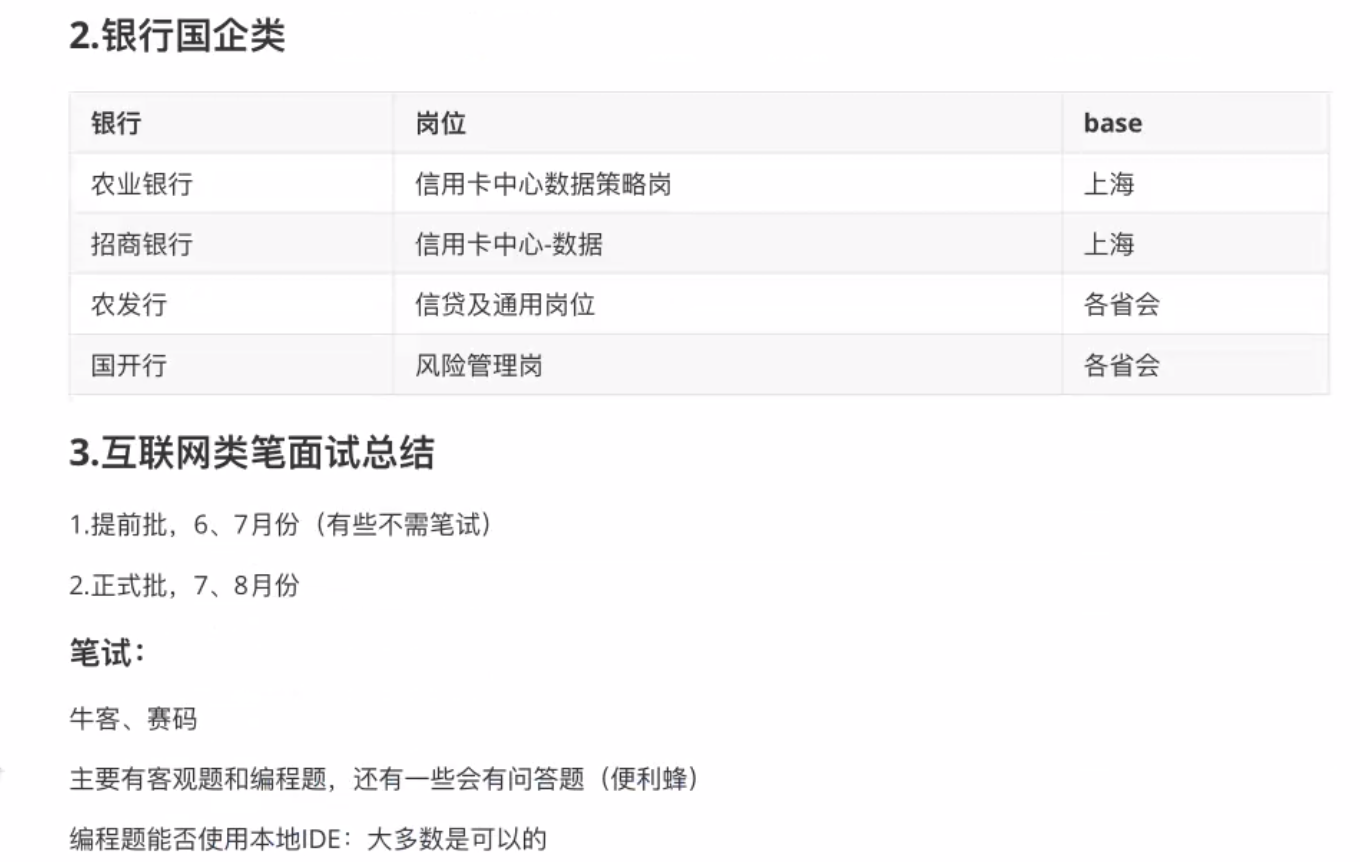 2.银行国企类
银行 岗位 base
农业银行 信用卡中心数据策略岗 上海
招商银行 信用卡中心-数据 上海
农发行 信贷及通用岗位 各省会
国开行 风险管理岗 各省会
3.互联网类笔面试总结
1.提前批，6、7月份（有些不需笔试）
2.正式批，7、8月份
笔试：
牛客、赛码
主要有客观题和编程题，还有一些会有问答题（便利蜂）
编程题能否使用本地IDE：大多数是可以的